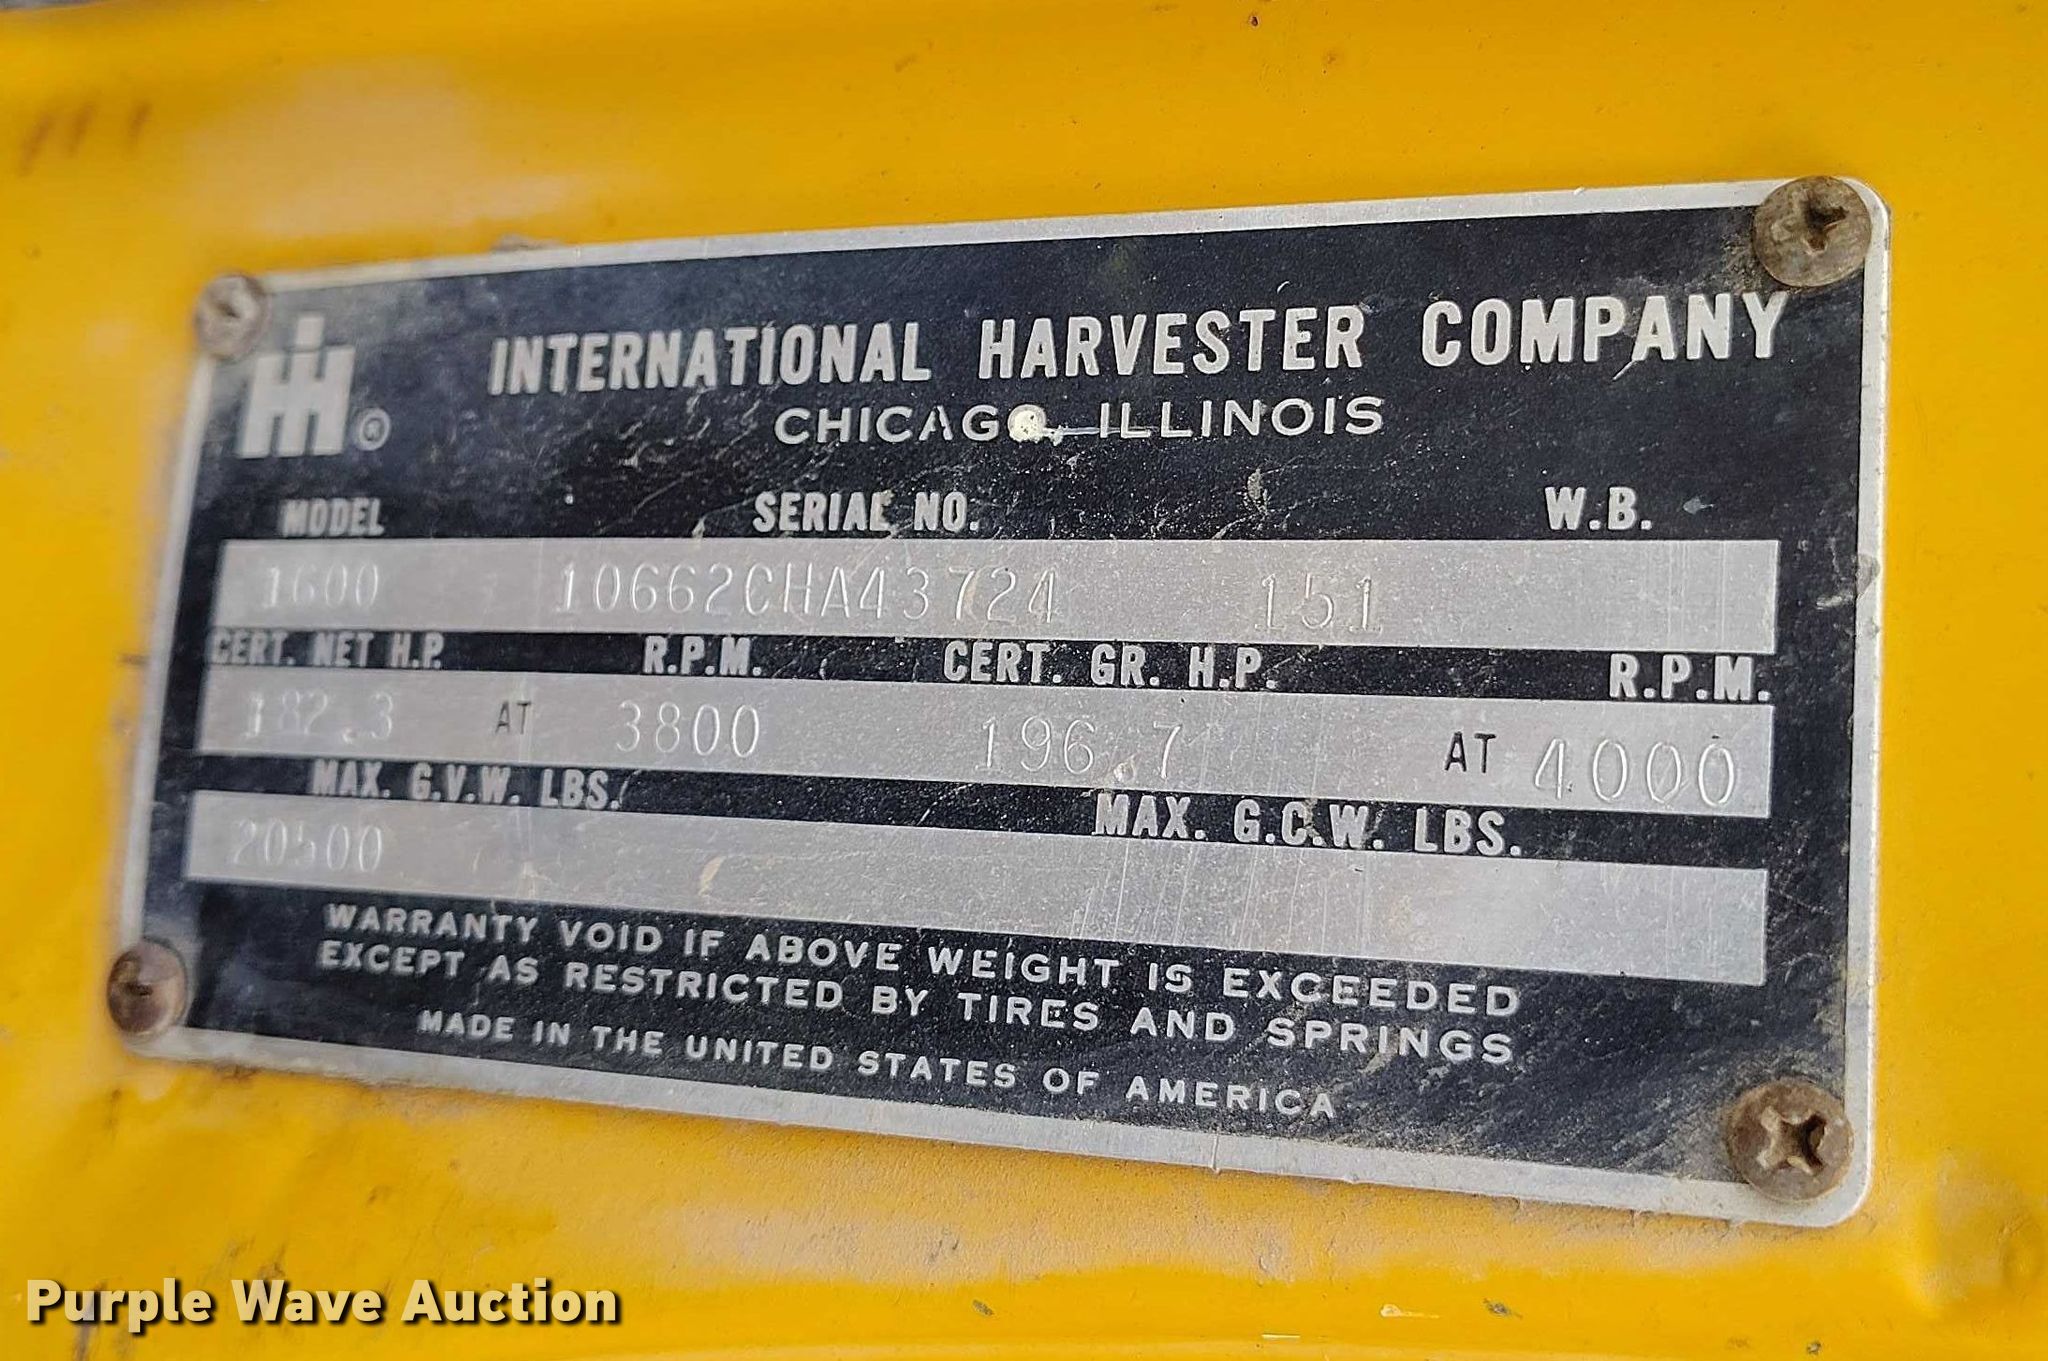 IH ®
INTERNATIONAL HARVESTER COMPANY
CHICAGO, ILLINOIS
MODEL SERIAL NO. W.B.
1600 10662CHA43724 151
CERT. NET H.P. R.P.M. CERT. GR. H.P. R.P.M.
182.3 AT 3800 196.7 AT 4000
MAX. G.V.W. LBS. MAX. G.C.W. LBS.
20500
WARRANTY VOID IF ABOVE WEIGHT IS EXCEEDED
EXCEPT AS RESTRICTED BY TIRES AND SPRINGS
MADE IN THE UNITED STATES OF AMERICA
Purple Wave Auction